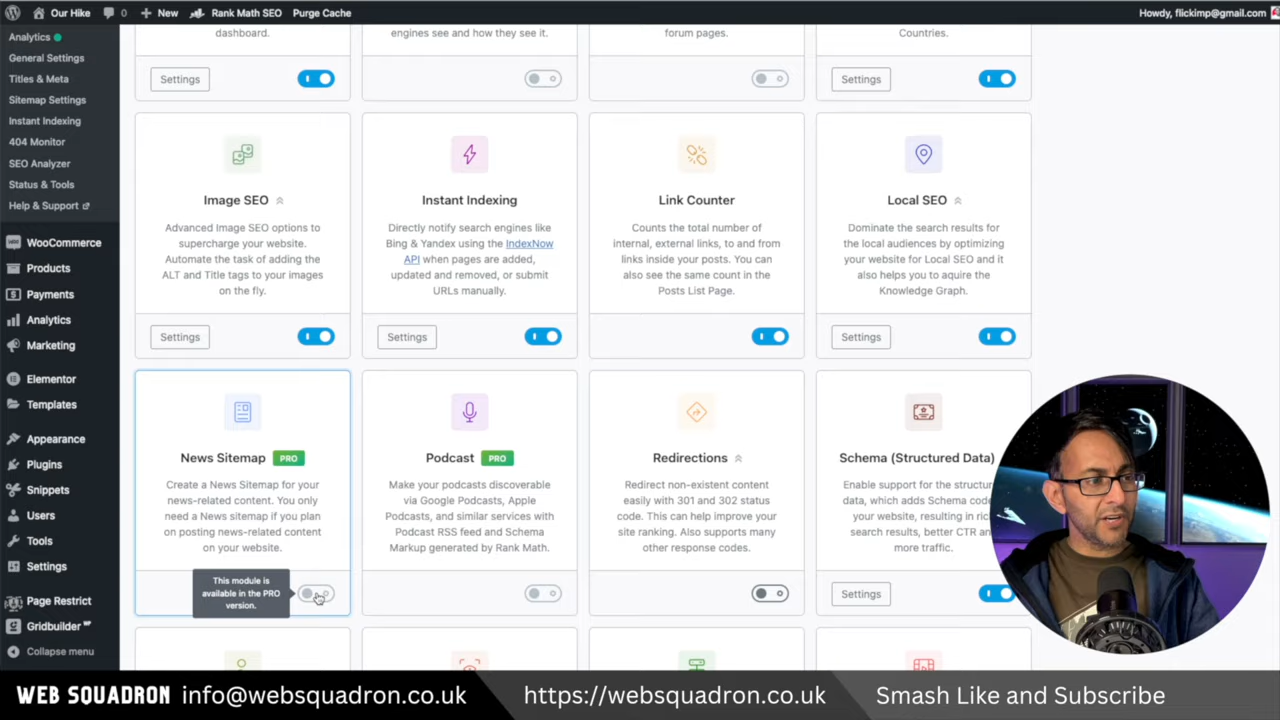 Our Hike
0
New
Rank Math SEO
Purge Cache
Howdy, flickimp@gmail.com
Analytics
General Settings
Titles & Meta
Sitemap Settings
Instant Indexing
404 Monitor
SEO Analyzer
Status & Tools
Help & Support
WooCommerce
Products
Payments
Analytics
Marketing
Elementor
Templates
Appearance
Plugins
Snippets
Users
Tools
Settings
Page Restrict
Gridbuilder WP
Collapse menu
dashboard.
Settings
engines see and how they see it.
forum pages.
Countries.
Settings
Image SEO
Advanced Image SEO options to
supercharge your website.
Automate the task of adding the
ALT and Title tags to your images
on the fly.
Settings
Instant Indexing
Directly notify search engines like
Bing & Yandex using the IndexNow
API when pages are added,
updated and removed, or submit
URLs manually.
Settings
Link Counter
Counts the total number of
internal, external links, to and from
links inside your posts. You can
also see the same count in the
Posts List Page.
Local SEO
Dominate the search results for
the local audiences by optimizing
your website for Local SEO and it
also helps you to aquire the
Knowledge Graph.
Settings
News Sitemap PRO
Create a News Sitemap for your
news-related content. You only
need a News sitemap if you plan
on posting news-related content
on your website.
This module is
available in the PRO
version.
Podcast PRO
Make your podcasts discoverable
via Google Podcasts, Apple
Podcasts, and similar services with
Podcast RSS feed and Schema
Markup generated by Rank Math.
Redirections
Redirect non-existent content
easily with 301 and 302 status
code. This can help improve your
site ranking. Also supports many
other response codes.
Schema (Structured Data)
Enable support for the structured
data, which adds Schema code
your website, resulting in rich
search results, better CTR and
more traffic.
Settings
WEB SQUADRON info@websquadron.co.uk
https://websquadron.co.uk
Smash Like and Subscribe